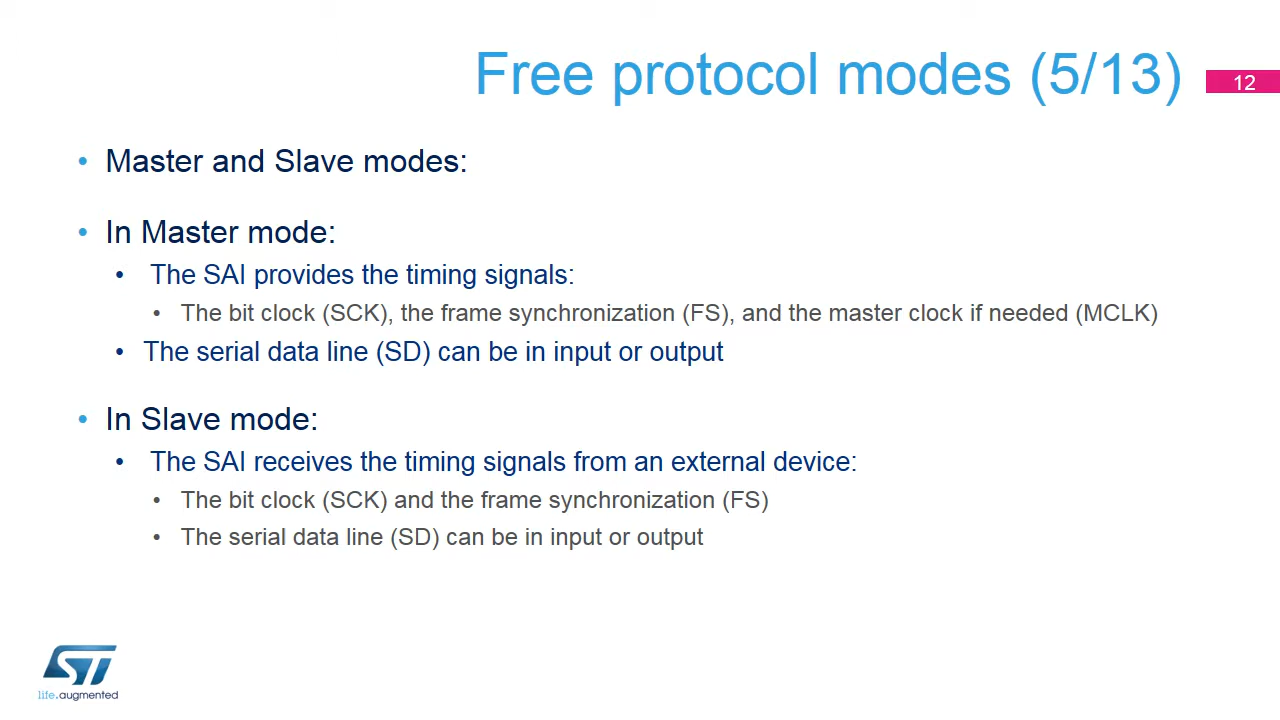 Free protocol modes (5/13)
12
• Master and Slave modes:
• In Master mode:
• The SAI provides the timing signals:
• The bit clock (SCK), the frame synchronization (FS), and the master clock if needed (MCLK)
• The serial data line (SD) can be in input or output
• In Slave mode:
• The SAI receives the timing signals from an external device:
• The bit clock (SCK) and the frame synchronization (FS)
• The serial data line (SD) can be in input or output
ST
life.augmented